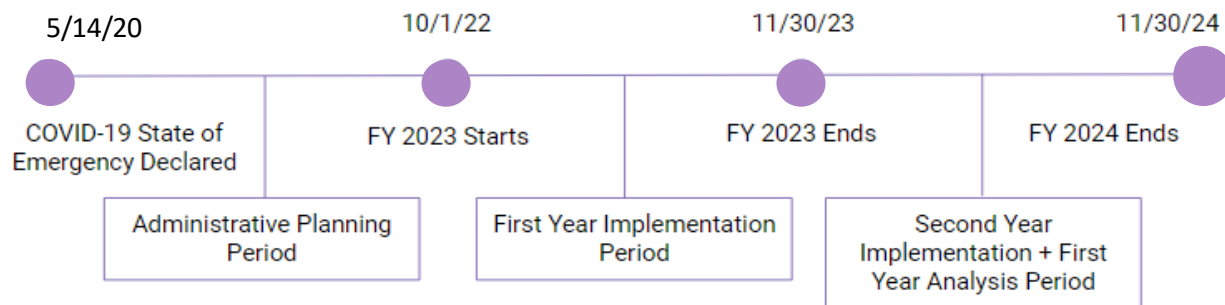 5/14/20
10/1/22
11/30/23
11/30/24
COVID-19 State of
Emergency Declared
FY 2023 Starts
FY 2023 Ends
FY 2024 Ends
Administrative Planning
Period
First Year Implementation
Period
Second Year
Implementation + First
Year Analysis Period